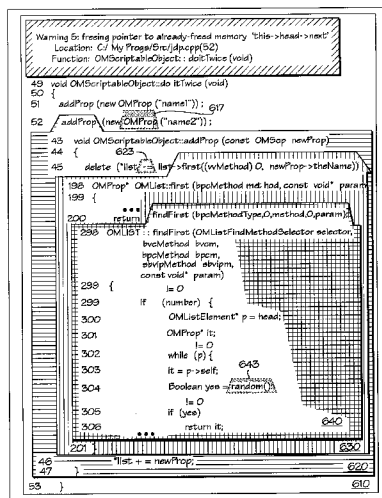 Warning 5: freeing pointer to already-freed memory "this->head->next"
Location: C:/ My Progs/Src/jdp.cpp(52)
Function: OMScriptableObject:: doitTwice (void)
49 void OMScriptableObject::do itTwice (void)
50 {
51 addProp (new OMProp ("name1"));
617
52 addProp (new OMProp ("name2"));
43 void OMScriptableObject::addProp (const OMSop newProp)
44 {
623
45 delete (*list -= list->first((wMethod) 0, newProp->theName))
198 OMProp* OMList::first (bpcMethod method, const void* param
199 {
•••
200 return findFirst (bpcMethodType,0,method,0,param);
298 OMLIST :: findFirst (OMListFindMethodSelector selector,
bvcMethod bvcm,
bpcMethod bpcm,
sbvipMethod sbvipm,
const void* param)
298 {
!= 0
299 if (number) {
300 OMListElement* p = head;
301 OMProp* it;
!= 0
302 while (p) {
303 it = p->self;
643
304 Boolean yes = random();
!= 0
305 if (yes)
640
306 return it;
•••
201 }
630
46 *list += newProp;
47 }
620
53 }
610